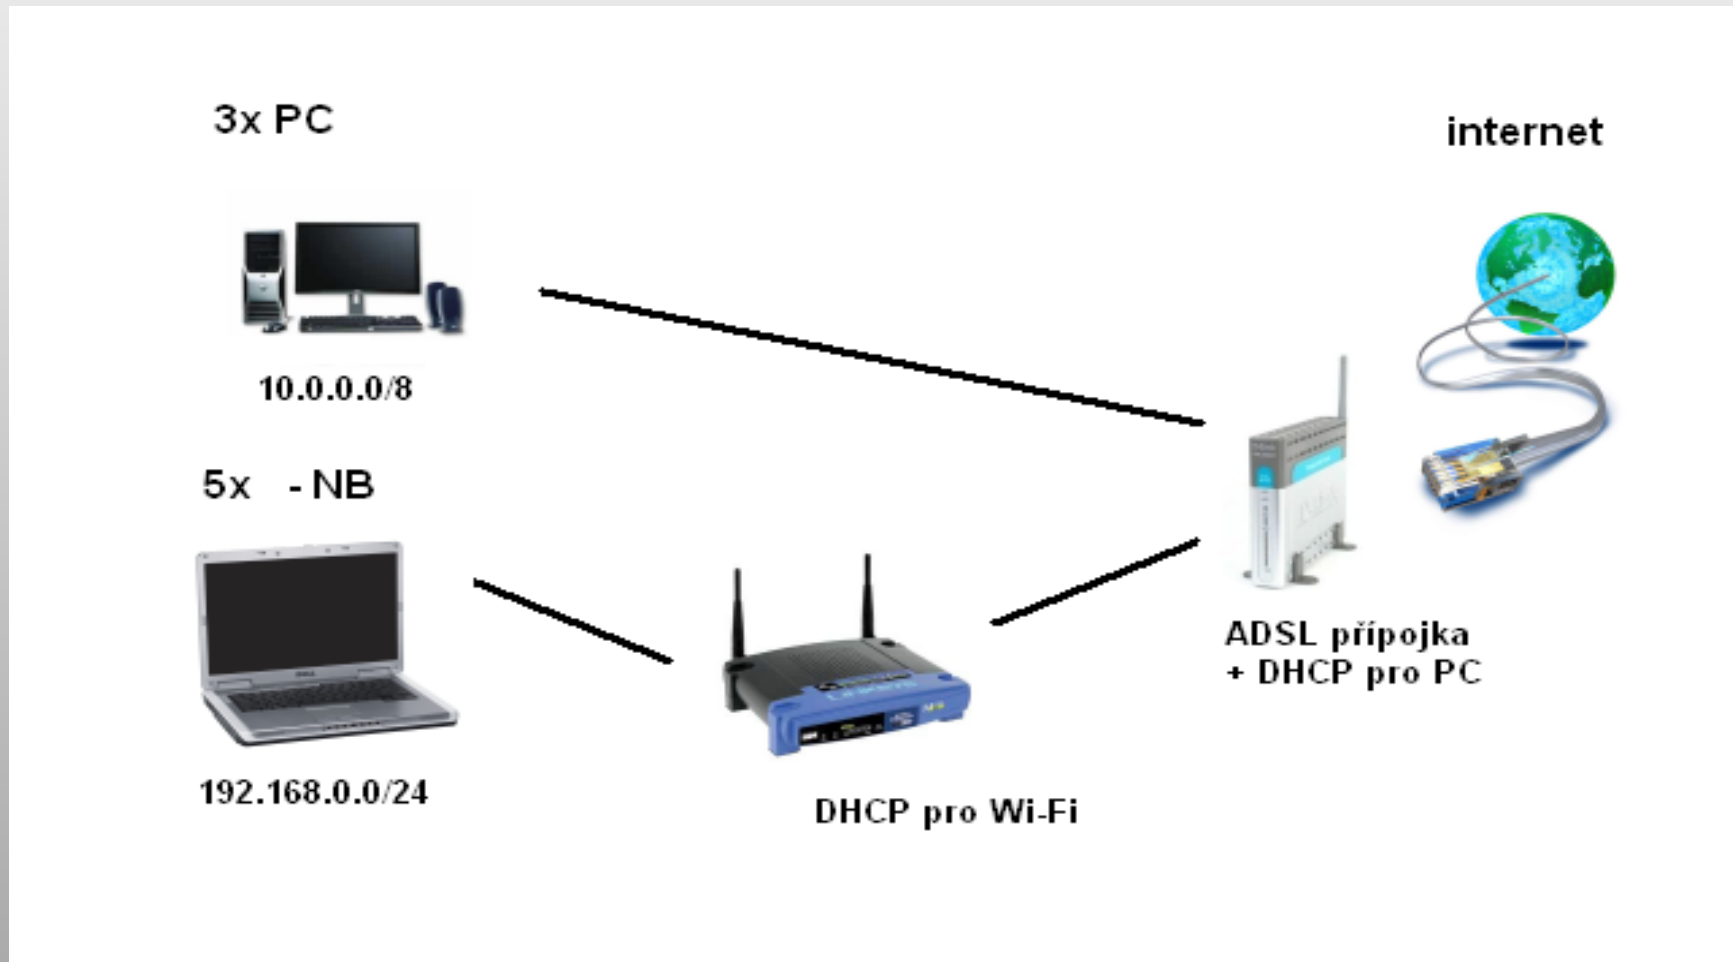 3x PC
internet
10.0.0.0/8
5x - NB
ADSL přípojka
+ DHCP pro PC
192.168.0.0/24
DHCP pro Wi-Fi